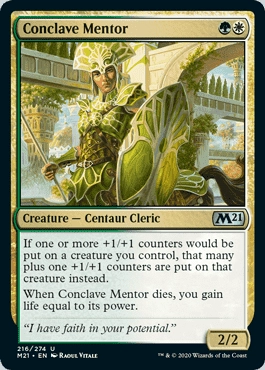 Conclave Mentor
M21
Creature — Centaur Cleric
If one or more +1/+1 counters would be
put on a creature you control, that many
plus one +1/+1 counters are put on that
creature instead.
When Conclave Mentor dies, you gain
life equal to its power.
"I have faith in your potential."
2/2
216/274 U
M21 • EN Raoul Vitale
™ & © 2020 Wizards of the Coast